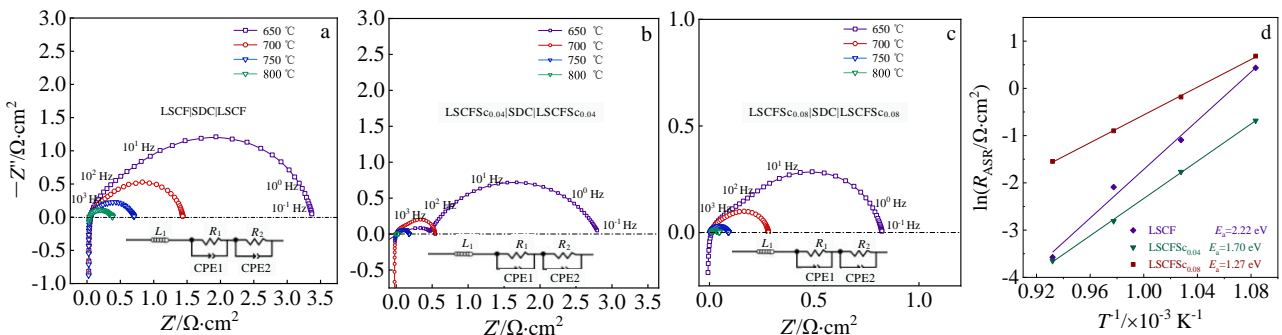 a
650 ℃
700 ℃
750 ℃
800 ℃
LSCF|SDC|LSCF
10³ Hz
10² Hz
10¹ Hz
10⁰ Hz
10⁻¹ Hz
L₁
R₁
R₂
CPE1
CPE2
3.0
2.5
2.0
1.5
1.0
0.5
0.0
-0.5
-1.0
0.0 0.5 1.0 1.5 2.0 2.5 3.0 3.5
—Z″/Ω·cm²
Z′/Ω·cm²
b
650 ℃
700 ℃
750 ℃
800 ℃
LSCFSc₀.₀₄|SDC|LSCFSc₀.₀₄
10³ Hz
10² Hz
10¹ Hz
10⁰ Hz
10⁻¹ Hz
L₁
R₁
R₂
CPE1
CPE2
3.0
2.5
2.0
1.5
1.0
0.5
0.0
-0.5
0.0 0.5 1.0 1.5 2.0 2.5 3.0
Z′/Ω·cm²
c
650 ℃
700 ℃
750 ℃
800 ℃
LSCFSc₀.₀₈|SDC|LSCFSc₀.₀₈
10³ Hz
10² Hz
10¹ Hz
10⁰ Hz
10⁻¹ Hz
L₁
R₁
R₂
CPE1
CPE2
1.0
0.5
0.0
0.0 0.5 1.0
Z′/Ω·cm²
d
LSCF Eₐ=2.22 eV
LSCFSc₀.₀₄ Eₐ=1.70 eV
LSCFSc₀.₀₈ Eₐ=1.27 eV
1
0
-1
-2
-3
-4
0.92 0.96 1.00 1.04 1.08
ln(R_ASR/Ω·cm²)
T⁻¹/×10⁻³ K⁻¹